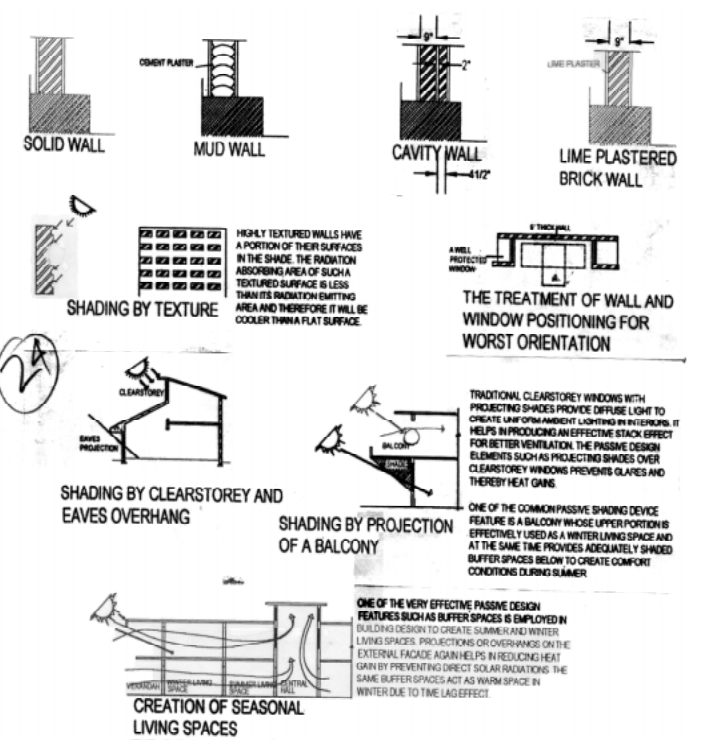 9"
2"
9"
CEMENT PLASTER
LIME PLASTER
SOLID WALL
MUD WALL
CAVITY WALL
4 1/2"
LIME PLASTERED
BRICK WALL
HIGHLY TEXTURED WALLS HAVE
A PORTION OF THEIR SURFACES
IN THE SHADE. THE RADIATION
ABSORBING AREA OF SUCH A
TEXTURED SURFACE IS LESS
THAN ITS RADIATION EMITTING
AREA AND THEREFORE IT WILL BE
COOLER THAN A FLAT SURFACE.
SHADING BY TEXTURE
THICK WALL
A WELL
PROTECTED
WINDOW
THE TREATMENT OF WALL AND
WINDOW POSITIONING FOR
WORST ORIENTATION
24
CLEARSTOREY
EAVES
PROJECTION
SHADING BY CLEARSTOREY AND
EAVES OVERHANG
BALCONY
SHADING BY PROJECTION
OF A BALCONY
TRADITIONAL CLEARSTOREY WINDOWS WITH
PROJECTING SHADES PROVIDE DIFFUSE LIGHT TO
CREATE UNIFORM AMBIENT LIGHTING IN INTERIORS. IT
HELPS IN PRODUCING AN EFFECTIVE STACK EFFECT
FOR BETTER VENTILATION. THE PASSIVE DESIGN
ELEMENTS SUCH AS PROJECTING SHADES OVER
CLEARSTOREY WINDOWS PREVENTS GLARES AND
THEREBY HEAT GAINS.
ONE OF THE COMMON PASSIVE SHADING DEVICE
FEATURE IS A BALCONY WHOSE UPPER PORTION IS
EFFECTIVELY USED AS A WINTER LIVING SPACE AND
AT THE SAME TIME PROVIDES ADEQUATELY SHADED
BUFFER SPACES BELOW TO CREATE COMFORT
CONDITIONS DURING SUMMER
ONE OF THE VERY EFFECTIVE PASSIVE DESIGN
FEATURES SUCH AS BUFFER SPACES IS EMPLOYED IN
BUILDING DESIGN TO CREATE SUMMER AND WINTER
LIVING SPACES. PROJECTIONS OR OVERHANGS ON THE
EXTERNAL FACADE AGAIN HELPS IN REDUCING HEAT
GAIN BY PREVENTING DIRECT SOLAR RADIATIONS. THE
SAME BUFFER SPACES ACT AS WARM SPACE IN
WINTER DUE TO TIME LAG EFFECT.
VERANDAH
WINTER LIVING
SPACE
SUMMER LIVING
SPACE
CENTRAL
HALL
CREATION OF SEASONAL
LIVING SPACES